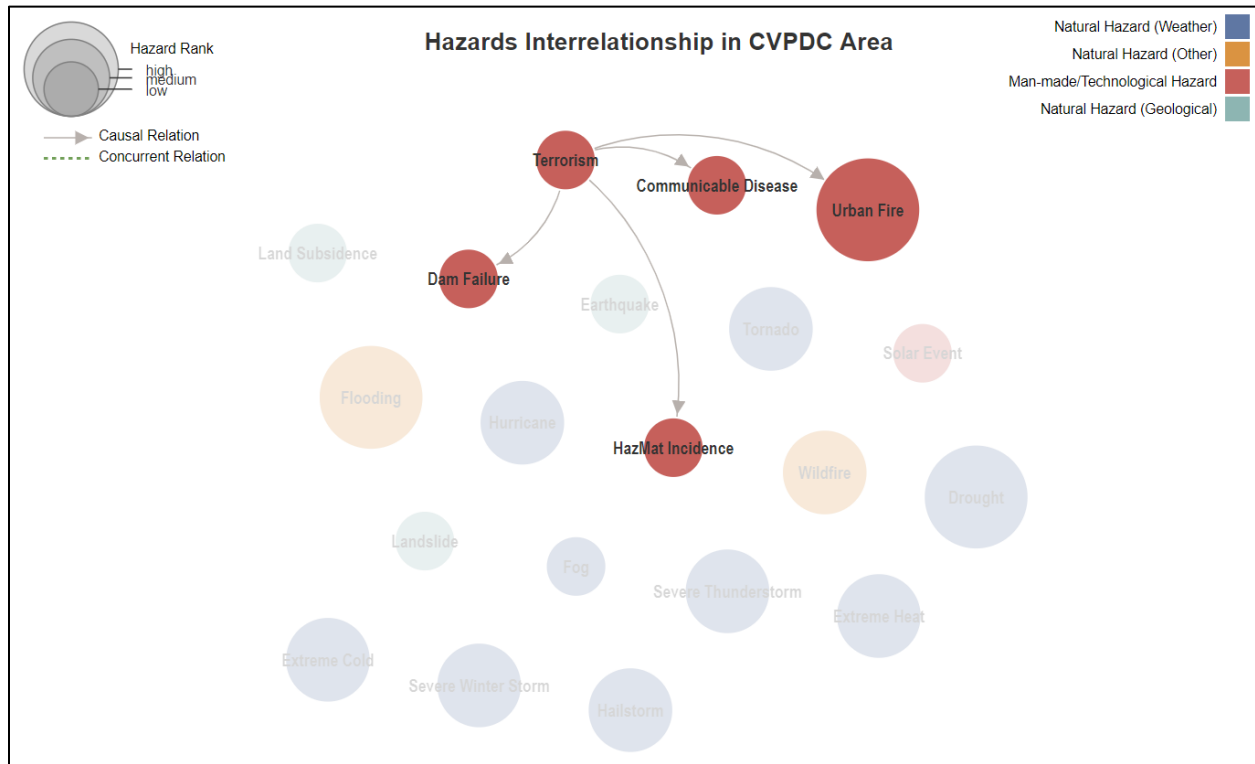 Hazards Interrelationship in CVPDC Area
Hazard Rank
high
medium
low
Causal Relation
Concurrent Relation
Natural Hazard (Weather)
Natural Hazard (Other)
Man-made/Technological Hazard
Natural Hazard (Geological)
Terrorism
Communicable Disease
Urban Fire
Land Subsidence
Dam Failure
Earthquake
Tornado
Solar Event
Flooding
Hurricane
HazMat Incidence
Wildfire
Drought
Landslide
Fog
Severe Thunderstorm
Extreme Heat
Extreme Cold
Severe Winter Storm
Hailstorm